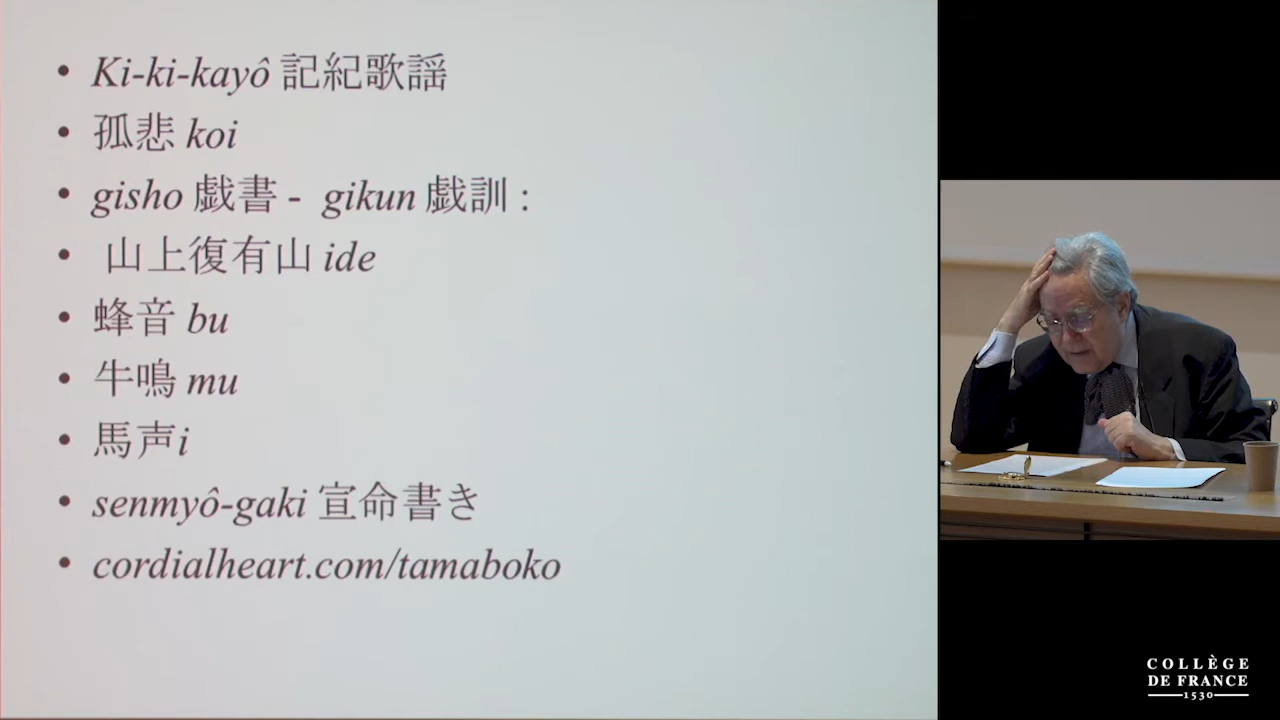 • Ki-ki-kayô 記紀歌謡
• 孤悲 koi
• gisho 戯書 - gikun 戯訓 :
• 山上復有山 ide
• 蜂音 bu
• 牛鳴 mu
• 馬声 i
• senmyô-gaki 宣命書き
• cordialheart.com/tamaboko
COLLÈGE
DE FRANCE
1530